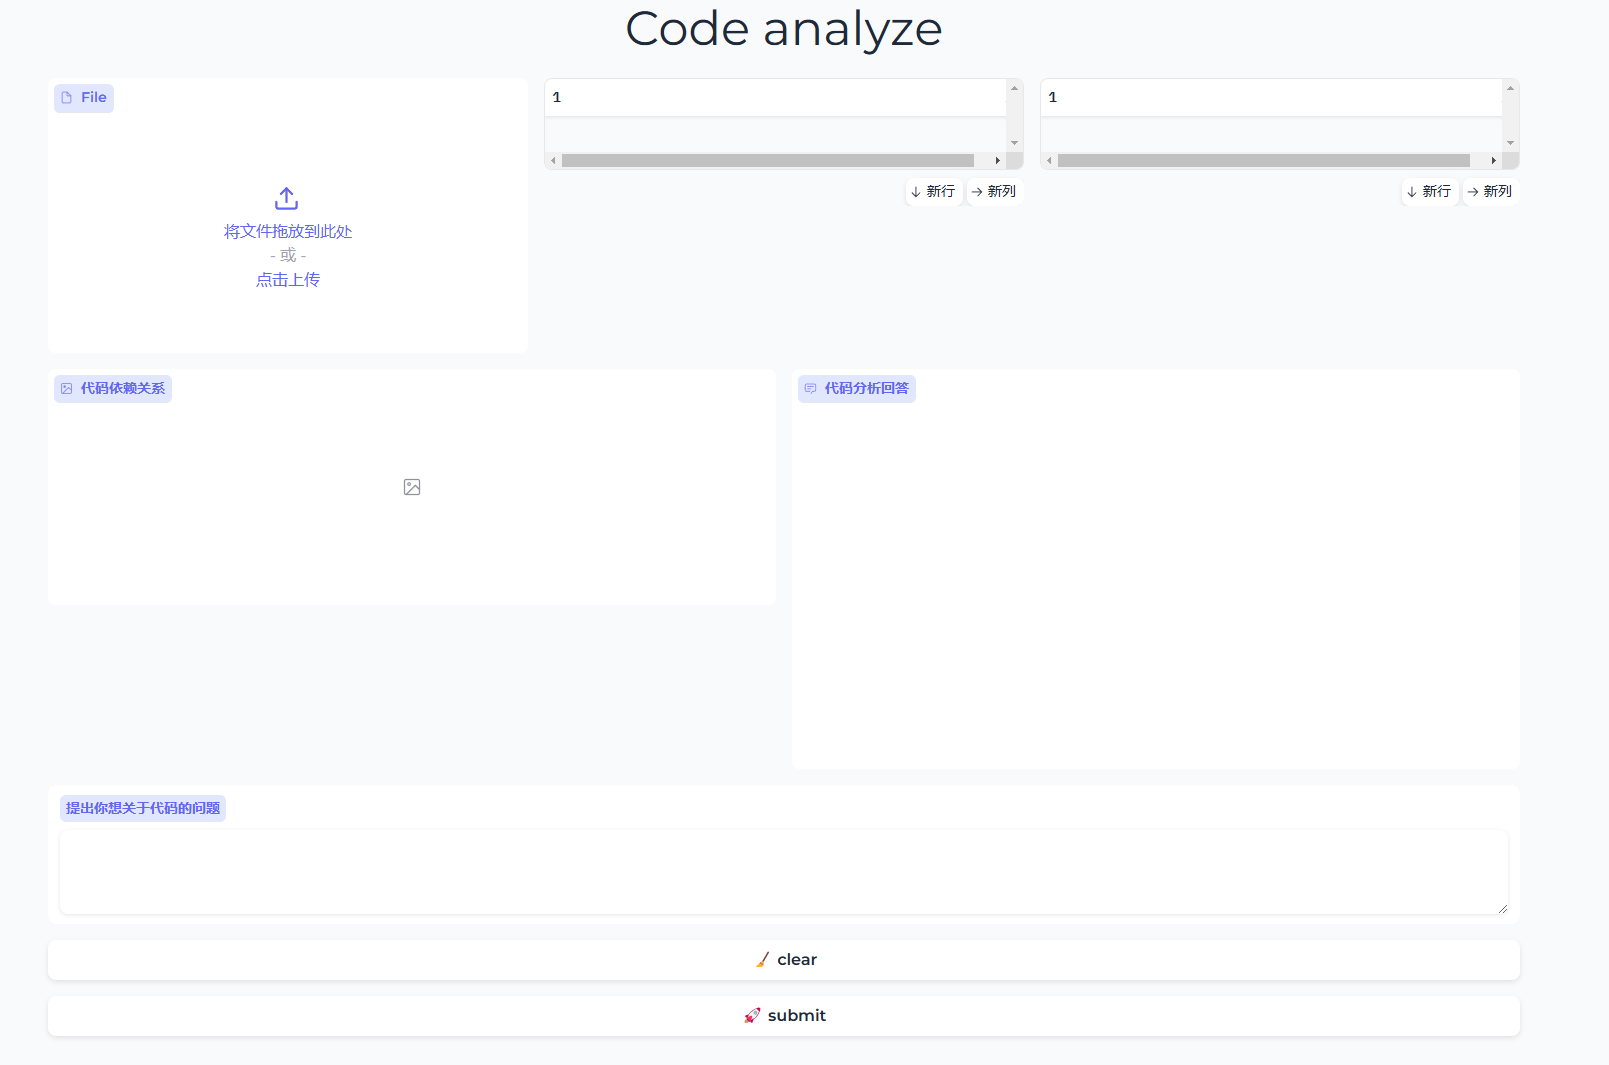 Code analyze
File
将文件拖放到此处
- 或 -
点击上传
1
新行 新列
1
新行 新列
代码依赖关系
代码分析回答
提出你想关于代码的问题
clear
submit